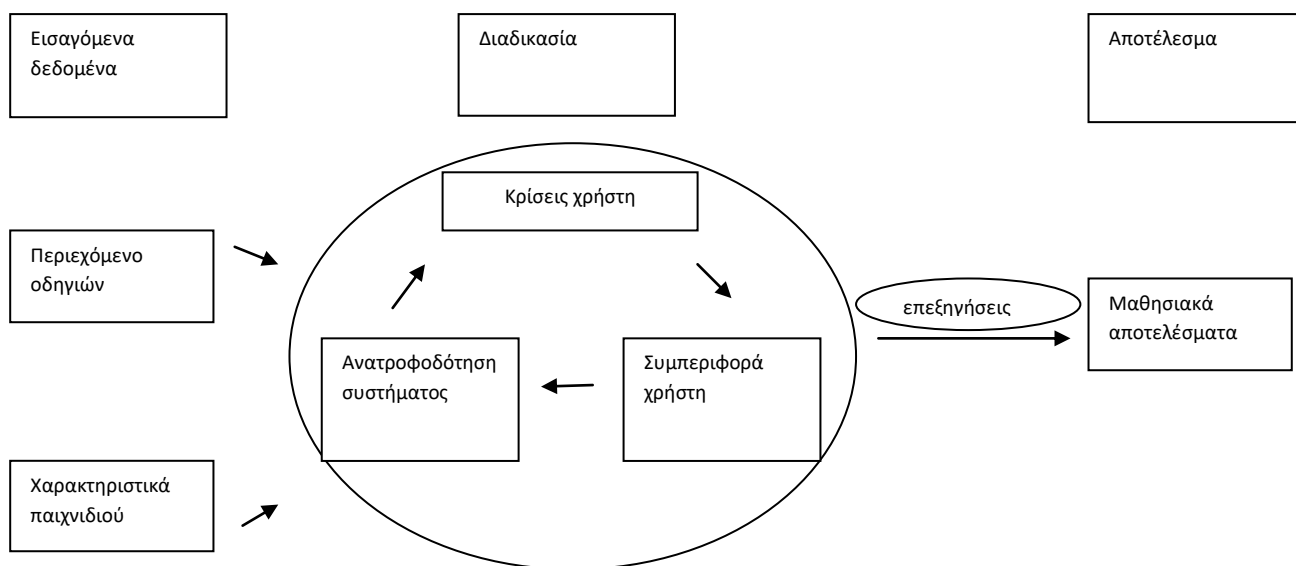 Εισαγόμενα
δεδομένα
Διαδικασία
Αποτέλεσμα
Κρίσεις χρήστη
Περιεχόμενο
οδηγιών
επεξηγήσεις
Μαθησιακά
αποτελέσματα
Ανατροφοδότηση
συστήματος
Συμπεριφορά
χρήστη
Χαρακτηριστικά
παιχνιδιού